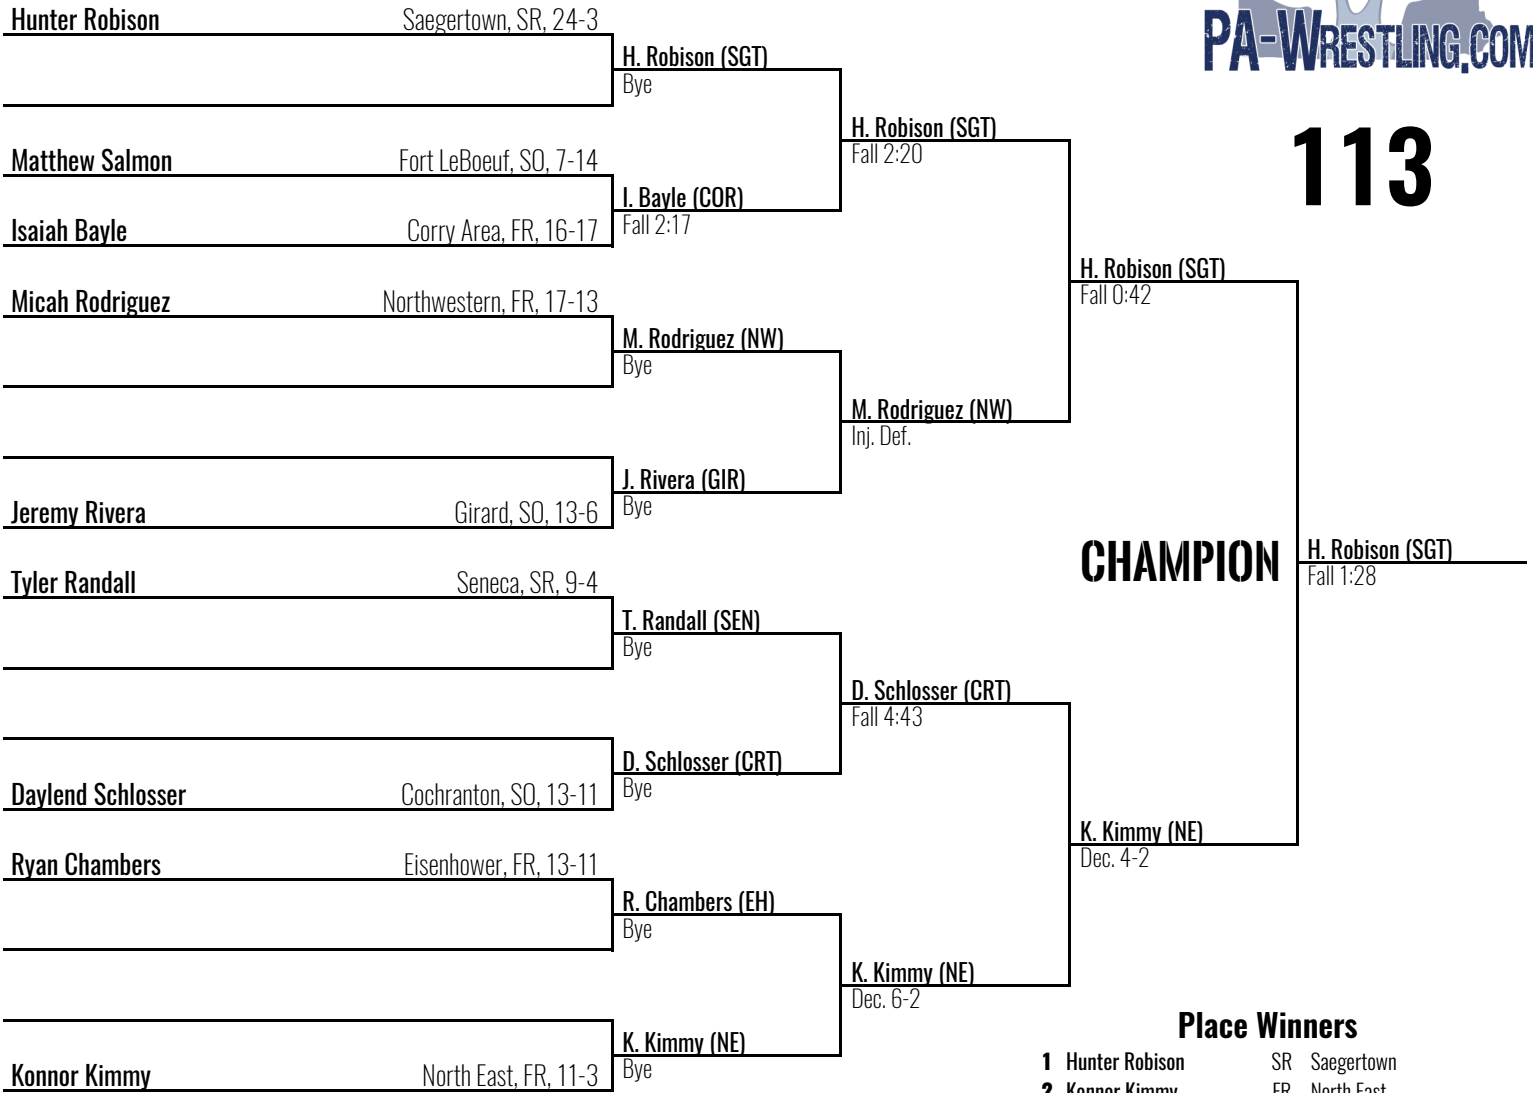 Hunter Robison Saegertown, SR, 24-3
H. Robison (SGT)
Bye
Matthew Salmon Fort LeBoeuf, SO, 7-14
Isaiah Bayle Corry Area, FR, 16-17
I. Bayle (COR)
Fall 2:17
H. Robison (SGT)
Fall 2:20
Micah Rodriguez Northwestern, FR, 17-13
M. Rodriguez (NW)
Bye
Jeremy Rivera Girard, SO, 13-6
J. Rivera (GIR)
Bye
M. Rodriguez (NW)
Inj. Def.
H. Robison (SGT)
Fall 0:42
Tyler Randall Seneca, SR, 9-4
T. Randall (SEN)
Bye
Daylend Schlosser Cochranton, SO, 13-11
D. Schlosser (CRT)
Bye
D. Schlosser (CRT)
Fall 4:43
Ryan Chambers Eisenhower, FR, 13-11
R. Chambers (EH)
Bye
Konnor Kimmy North East, FR, 11-3
K. Kimmy (NE)
Bye
K. Kimmy (NE)
Dec. 6-2
K. Kimmy (NE)
Dec. 4-2
PA-WRESTLING.COM
113
CHAMPION
H. Robison (SGT)
Fall 1:28
Place Winners
1 Hunter Robison SR Saegertown
2 Konnor Kimmy FR North East